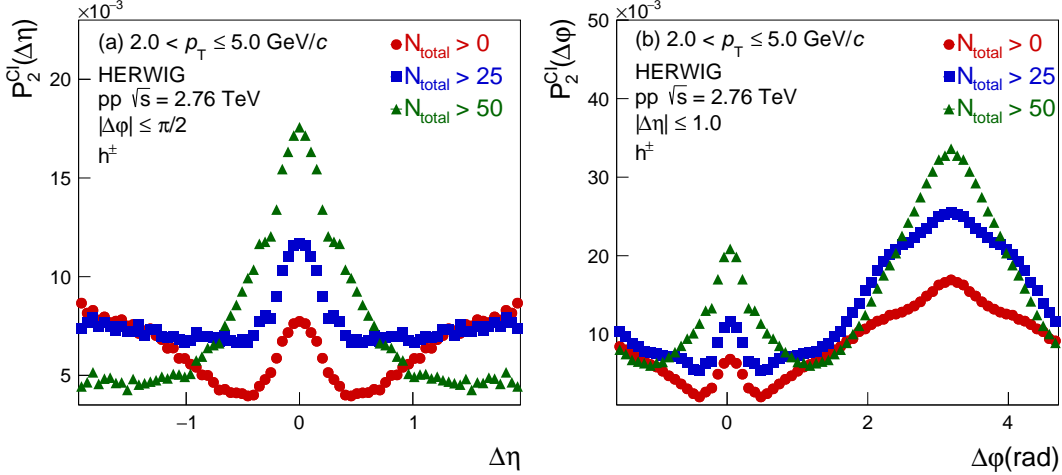 ×10⁻³
P₂^CI(Δη)
20
15
10
5
(a) 2.0 < p_T ≤ 5.0 GeV/c
HERWIG
pp √s = 2.76 TeV
|Δφ| ≤ π/2
h±
N_total > 0
N_total > 25
N_total > 50
−1 0 1
Δη
×10⁻³
P₂^CI(Δφ)
50
40
30
20
10
(b) 2.0 < p_T ≤ 5.0 GeV/c
HERWIG
pp √s = 2.76 TeV
|Δη| ≤ 1.0
h±
N_total > 0
N_total > 25
N_total > 50
0 2 4
Δφ(rad)